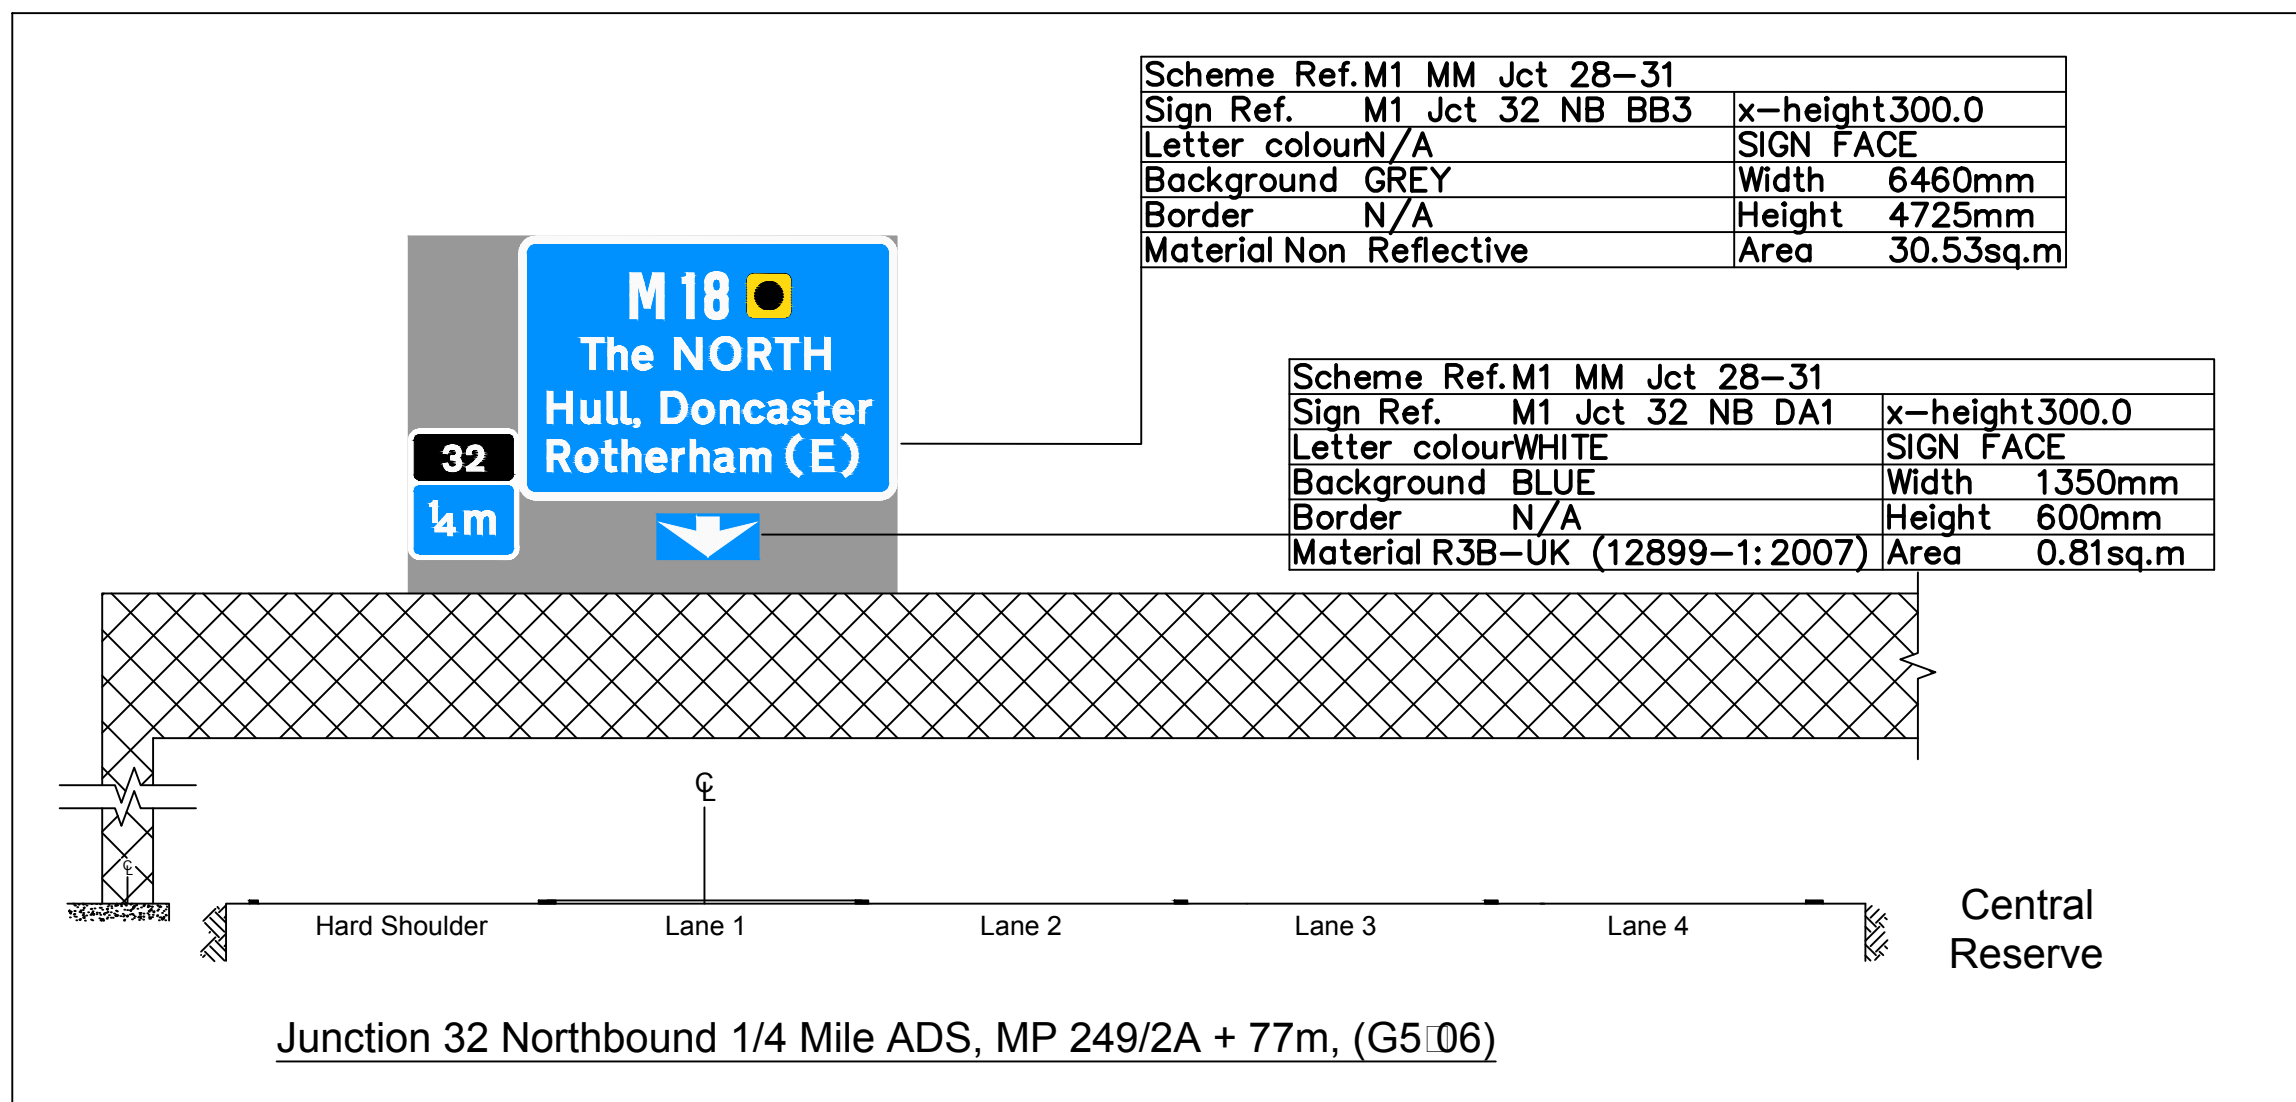 Scheme Ref. M1 MM Jct 28-31
Sign Ref. M1 Jct 32 NB BB3 x-height 300.0
Letter colour N/A SIGN FACE
Background GREY Width 6460mm
Border N/A Height 4725mm
Material Non Reflective Area 30.53sq.m
M18
The NORTH
Hull, Doncaster
Rotherham (E)
32
1/4 m
Scheme Ref. M1 MM Jct 28-31
Sign Ref. M1 Jct 32 NB DA1 x-height 300.0
Letter colour WHITE SIGN FACE
Background BLUE Width 1350mm
Border N/A Height 600mm
Material R3B-UK (12899-1:2007) Area 0.81sq.m
℄
℄
Hard Shoulder Lane 1 Lane 2 Lane 3 Lane 4
Central
Reserve
Junction 32 Northbound 1/4 Mile ADS, MP 249/2A + 77m, (G5□06)